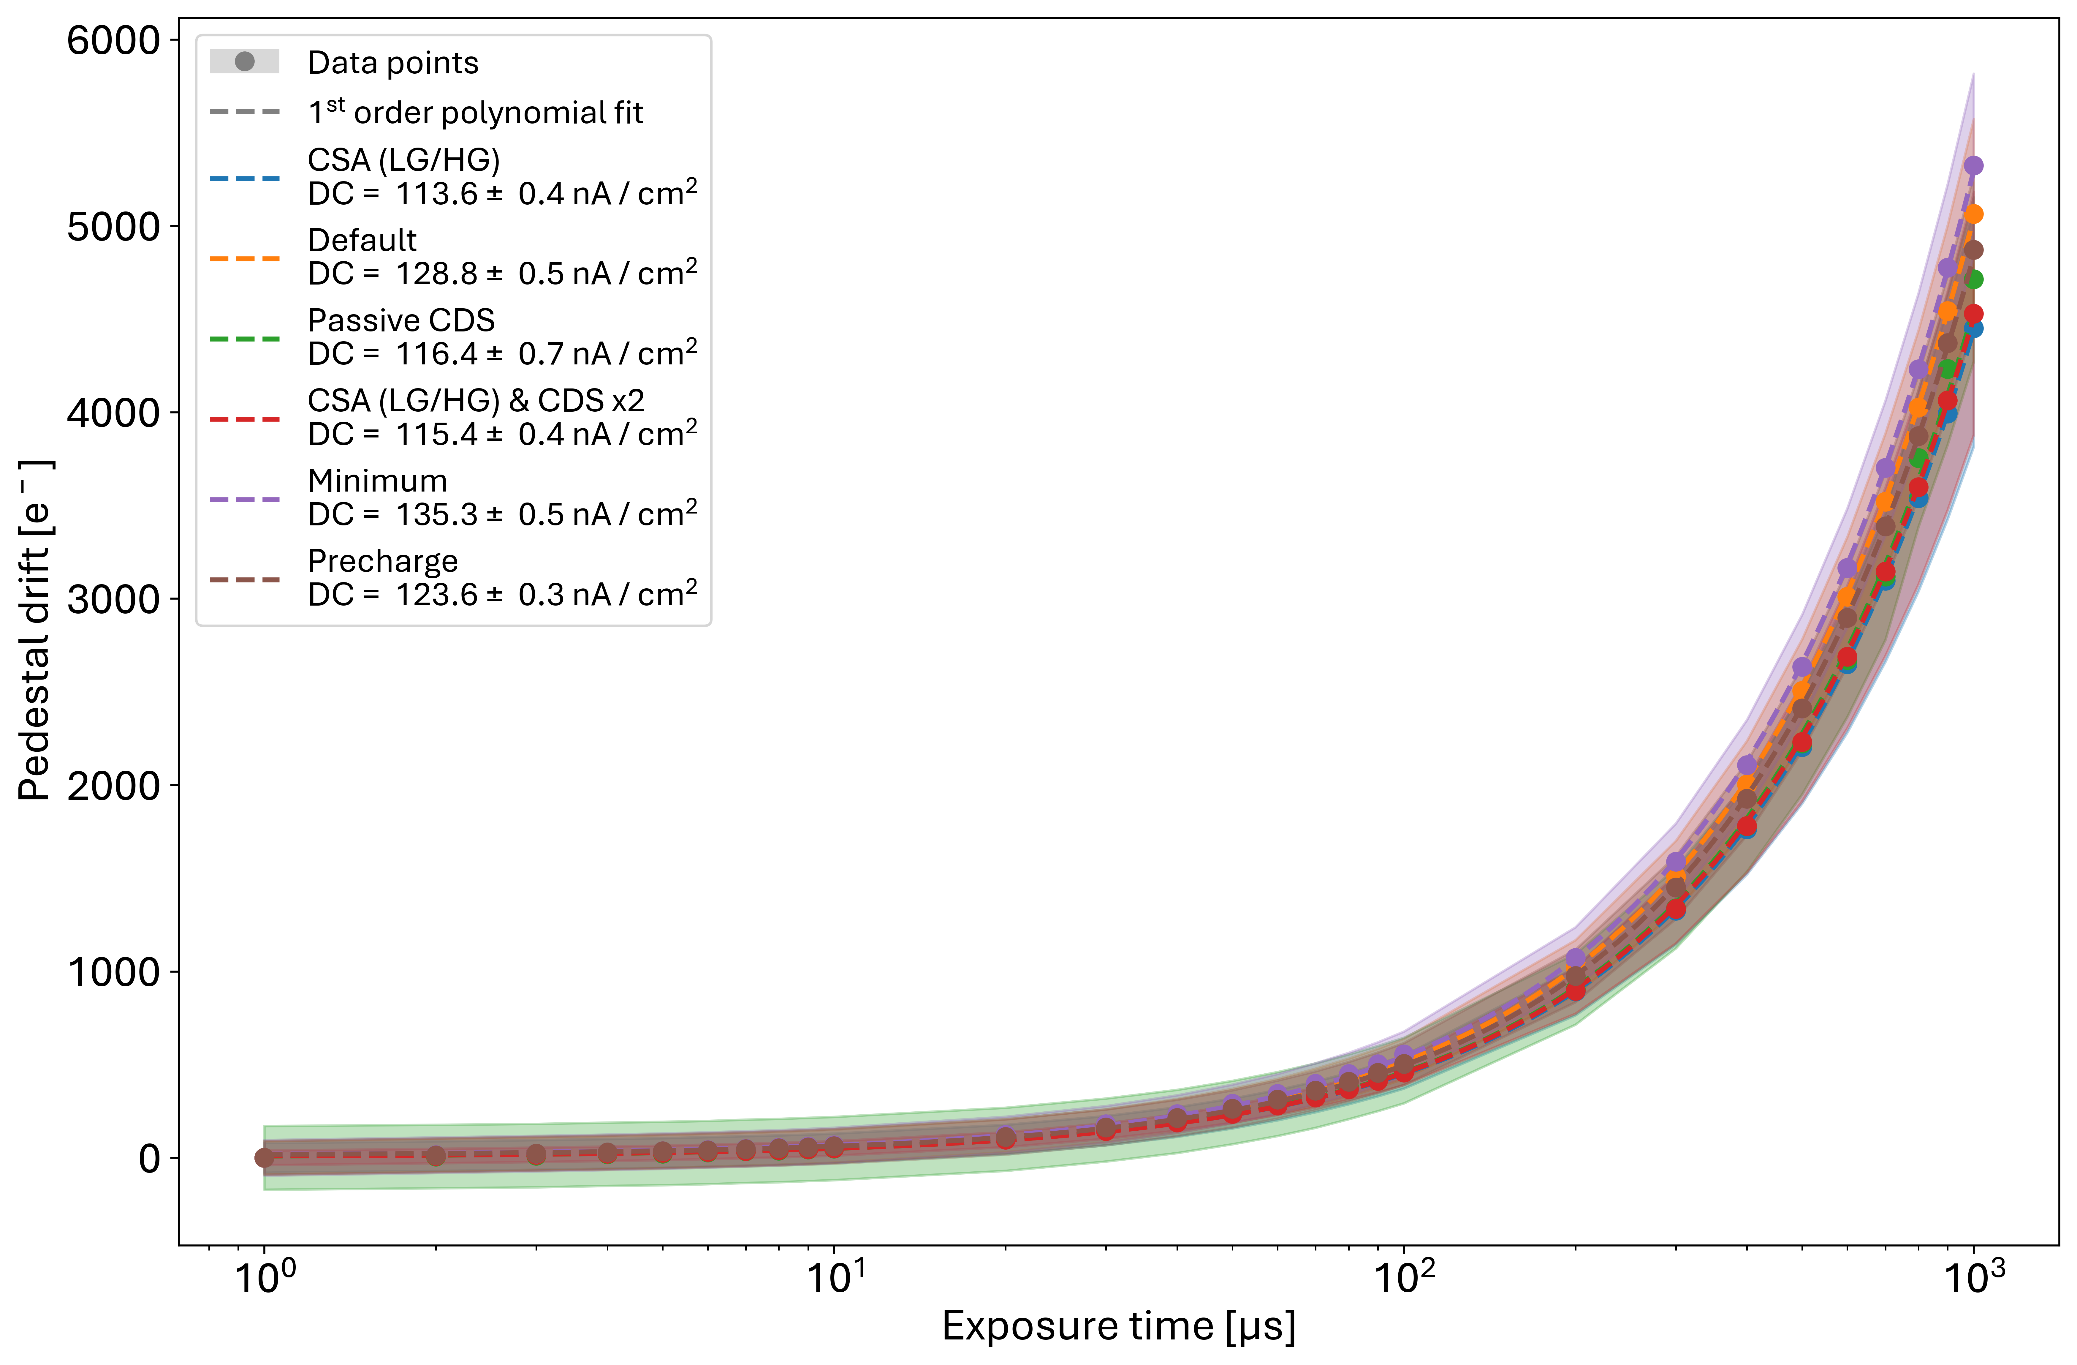 6000
5000
4000
3000
2000
1000
0
Pedestal drift [e⁻]
Data points
1ˢᵗ order polynomial fit
CSA (LG/HG)
DC = 113.6 ± 0.4 nA / cm²
Default
DC = 128.8 ± 0.5 nA / cm²
Passive CDS
DC = 116.4 ± 0.7 nA / cm²
CSA (LG/HG) & CDS x2
DC = 115.4 ± 0.4 nA / cm²
Minimum
DC = 135.3 ± 0.5 nA / cm²
Precharge
DC = 123.6 ± 0.3 nA / cm²
10⁰ 10¹ 10² 10³
Exposure time [µs]